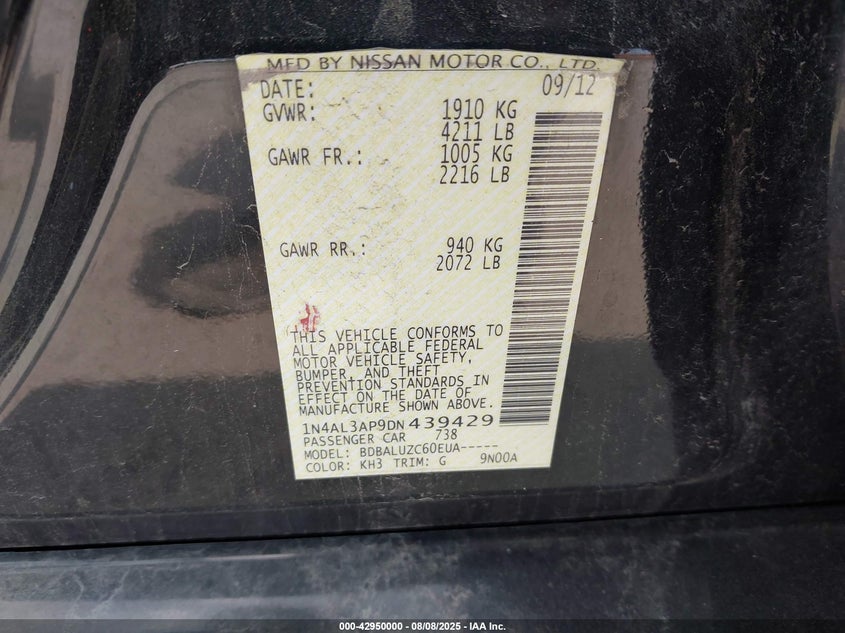 MFD BY NISSAN MOTOR CO., LTD.
DATE: 09/12
GVWR: 1910 KG
4211 LB
GAWR FR.: 1005 KG
2216 LB
GAWR RR.: 940 KG
2072 LB
THIS VEHICLE CONFORMS TO
ALL APPLICABLE FEDERAL
MOTOR VEHICLE SAFETY,
BUMPER, AND THEFT
PREVENTION STANDARDS IN
EFFECT ON THE DATE OF
MANUFACTURE SHOWN ABOVE.
1N4AL3AP9DN 439429
PASSENGER CAR 738
MODEL: BDBALUZC60EUA-----
COLOR: KH3 TRIM: G 9N00A
000-42950000 - 08/08/2025 - IAA Inc.